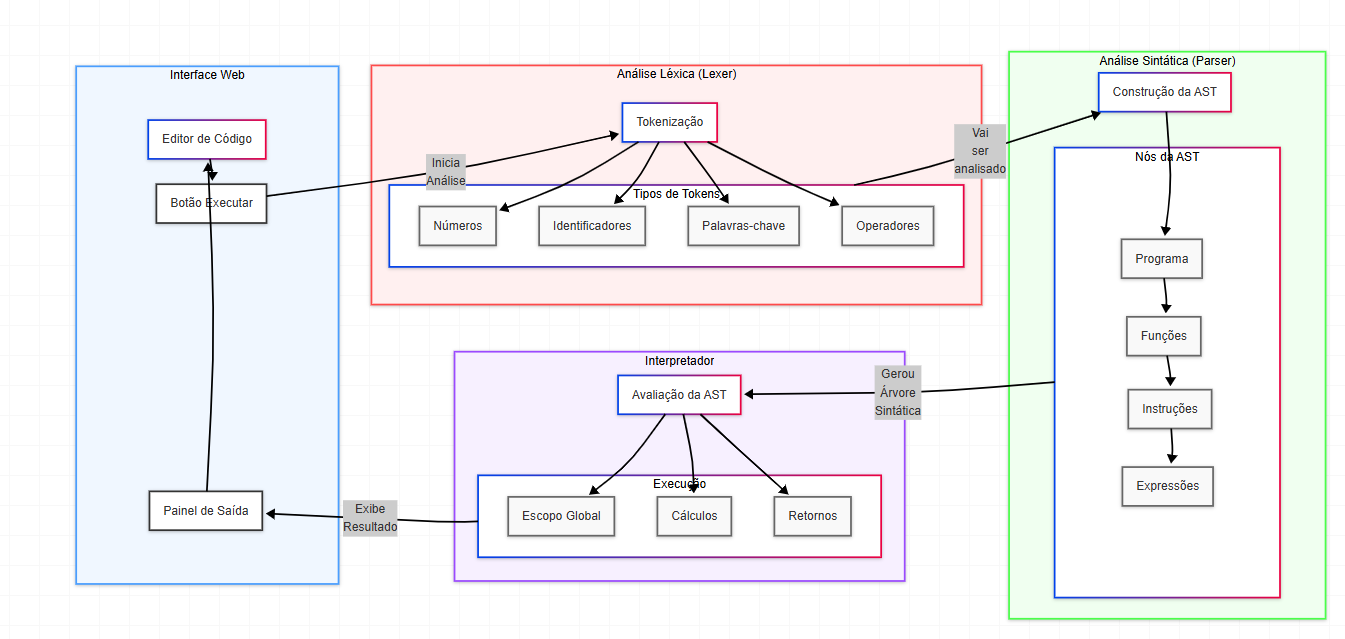 Interface Web
Editor de Código
Botão Executar
Painel de Saída
Inicia
Análise
Análise Léxica (Lexer)
Tokenização
Tipos de Tokens
Números
Identificadores
Palavras-chave
Operadores
Vai
ser
analisado
Análise Sintática (Parser)
Construção da AST
Nós da AST
Programa
Funções
Instruções
Expressões
Gerou
Árvore
Sintática
Interpretador
Avaliação da AST
Execução
Escopo Global
Cálculos
Retornos
Exibe
Resultado